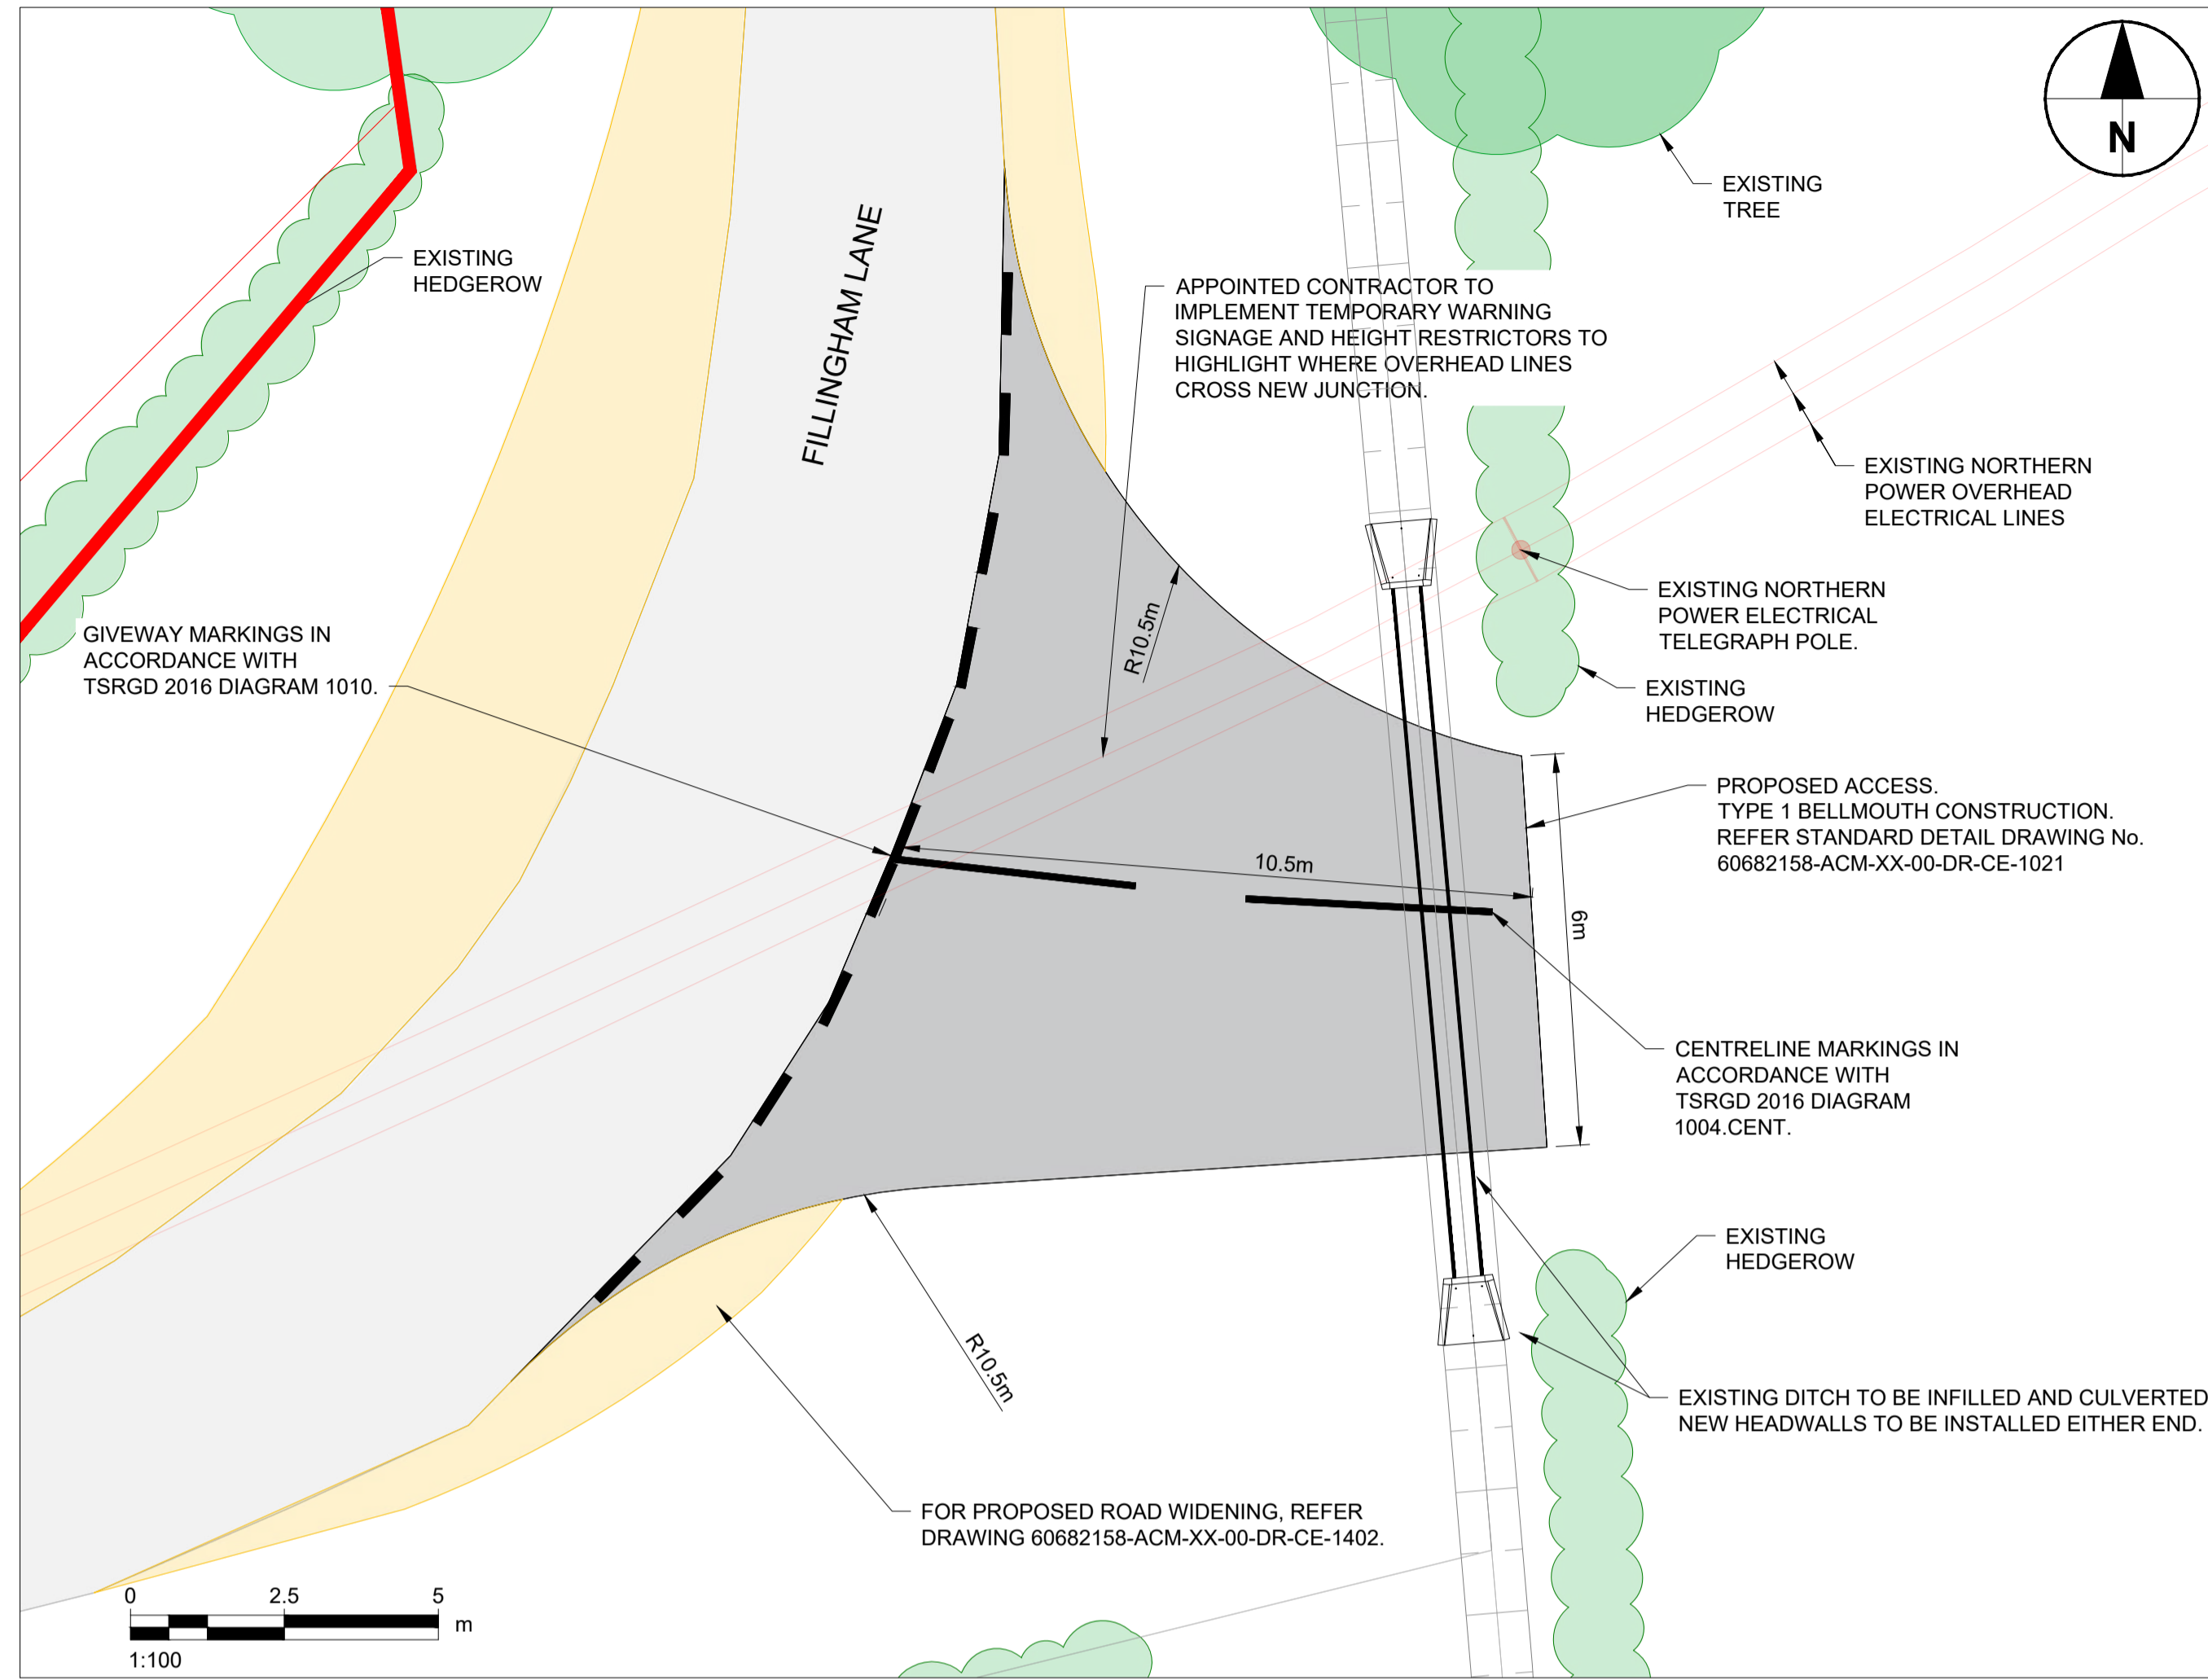 N
EXISTING
TREE
EXISTING
HEDGEROW
FILLINGHAM LANE
APPOINTED CONTRACTOR TO
IMPLEMENT TEMPORARY WARNING
SIGNAGE AND HEIGHT RESTRICTORS TO
HIGHLIGHT WHERE OVERHEAD LINES
CROSS NEW JUNCTION.
EXISTING NORTHERN
POWER OVERHEAD
ELECTRICAL LINES
EXISTING NORTHERN
POWER ELECTRICAL
TELEGRAPH POLE.
R10.5m
GIVEWAY MARKINGS IN
ACCORDANCE WITH
TSRGD 2016 DIAGRAM 1010.
EXISTING
HEDGEROW
PROPOSED ACCESS.
TYPE 1 BELLMOUTH CONSTRUCTION.
REFER STANDARD DETAIL DRAWING No.
60682158-ACM-XX-00-DR-CE-1021
10.5m
6m
CENTRELINE MARKINGS IN
ACCORDANCE WITH
TSRGD 2016 DIAGRAM
1004.CENT.
EXISTING
HEDGEROW
R10.5m
EXISTING DITCH TO BE INFILLED AND CULVERTED
NEW HEADWALLS TO BE INSTALLED EITHER END.
FOR PROPOSED ROAD WIDENING, REFER
DRAWING 60682158-ACM-XX-00-DR-CE-1402.
0 2.5 5
m
1:100